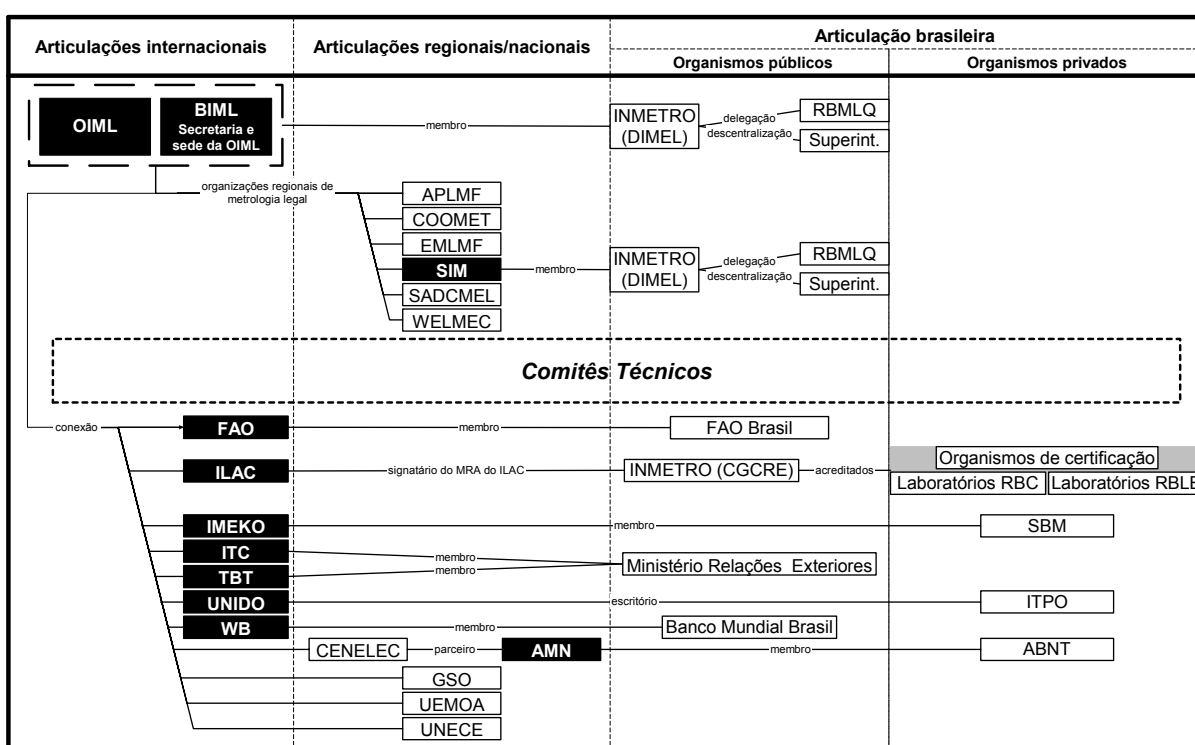 Articulações internacionais
Articulações regionais/nacionais
Articulação brasileira
Organismos públicos
Organismos privados
OIML
BIML
Secretaria e
sede da OIML
membro
INMETRO
(DIMEL)
delegação
descentralização
RBMLQ
Superint.
organizações regionais de
metrologia legal
APLMF
COOMET
EMLMF
SIM
SADCMEL
WELMEC
membro
INMETRO
(DIMEL)
delegação
descentralização
RBMLQ
Superint.
Comitês Técnicos
conexão
FAO
membro
FAO Brasil
ILAC
signatário do MRA do ILAC
INMETRO (CGCRE)
acreditados
Organismos de certificação
Laboratórios RBC
Laboratórios RBLE
IMEKO
membro
SBM
ITC
membro
TBT
membro
Ministério Relações Exteriores
UNIDO
escritório
ITPO
WB
membro
Banco Mundial Brasil
CENELEC
parceiro
AMN
membro
ABNT
GSO
UEMOA
UNECE